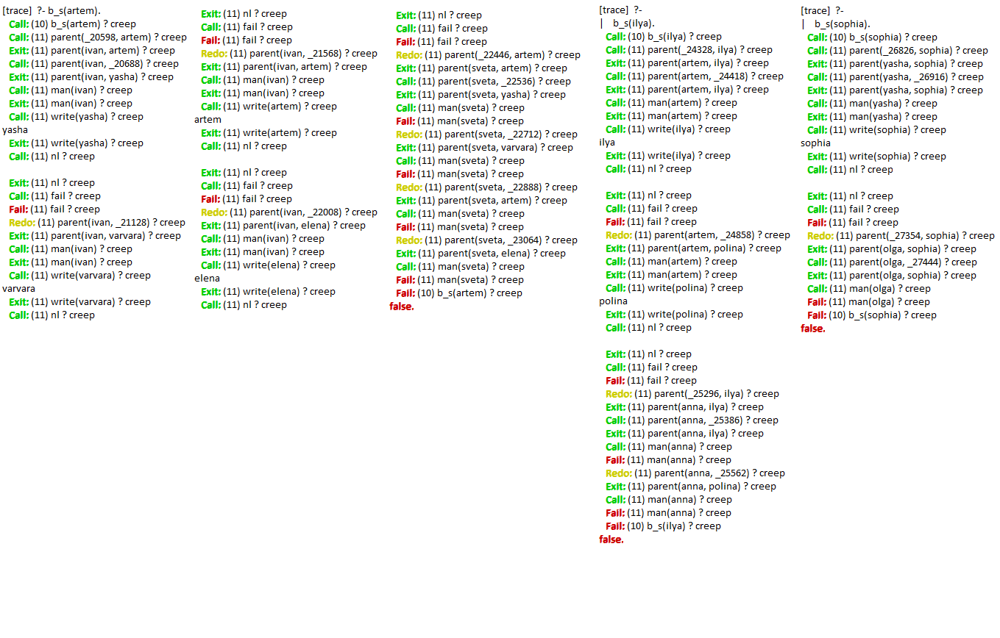 [trace]  ?- b_s(artem).
Call: (10) b_s(artem) ? creep
Call: (11) parent(_20598, artem) ? creep
Exit: (11) parent(ivan, artem) ? creep
Call: (11) parent(ivan, _20688) ? creep
Exit: (11) parent(ivan, yasha) ? creep
Call: (11) man(ivan) ? creep
Exit: (11) man(ivan) ? creep
Call: (11) write(yasha) ? creep
yasha
Exit: (11) write(yasha) ? creep
Call: (11) nl ? creep
Exit: (11) nl ? creep
Call: (11) fail ? creep
Fail: (11) fail ? creep
Redo: (11) parent(ivan, _21128) ? creep
Exit: (11) parent(ivan, varvara) ? creep
Call: (11) man(ivan) ? creep
Exit: (11) man(ivan) ? creep
Call: (11) write(varvara) ? creep
varvara
Exit: (11) write(varvara) ? creep
Call: (11) nl ? creep
Exit: (11) nl ? creep
Call: (11) fail ? creep
Fail: (11) fail ? creep
Redo: (11) parent(ivan, _21568) ? creep
Exit: (11) parent(ivan, artem) ? creep
Call: (11) man(ivan) ? creep
Exit: (11) man(ivan) ? creep
Call: (11) write(artem) ? creep
artem
Exit: (11) write(artem) ? creep
Call: (11) nl ? creep
Exit: (11) nl ? creep
Call: (11) fail ? creep
Fail: (11) fail ? creep
Redo: (11) parent(ivan, _22008) ? creep
Exit: (11) parent(ivan, elena) ? creep
Call: (11) man(ivan) ? creep
Exit: (11) man(ivan) ? creep
Call: (11) write(elena) ? creep
elena
Exit: (11) write(elena) ? creep
Call: (11) nl ? creep
Exit: (11) nl ? creep
Call: (11) fail ? creep
Fail: (11) fail ? creep
Redo: (11) parent(_22446, artem) ? creep
Exit: (11) parent(sveta, artem) ? creep
Call: (11) parent(sveta, _22536) ? creep
Exit: (11) parent(sveta, yasha) ? creep
Call: (11) man(sveta) ? creep
Fail: (11) man(sveta) ? creep
Redo: (11) parent(sveta, _22712) ? creep
Exit: (11) parent(sveta, varvara) ? creep
Call: (11) man(sveta) ? creep
Fail: (11) man(sveta) ? creep
Redo: (11) parent(sveta, _22888) ? creep
Exit: (11) parent(sveta, artem) ? creep
Call: (11) man(sveta) ? creep
Fail: (11) man(sveta) ? creep
Redo: (11) parent(sveta, _23064) ? creep
Exit: (11) parent(sveta, elena) ? creep
Call: (11) man(sveta) ? creep
Fail: (11) man(sveta) ? creep
Fail: (10) b_s(artem) ? creep
false.
[trace]  ?-
|    b_s(ilya).
Call: (10) b_s(ilya) ? creep
Call: (11) parent(_24328, ilya) ? creep
Exit: (11) parent(artem, ilya) ? creep
Call: (11) parent(artem, _24418) ? creep
Exit: (11) parent(artem, ilya) ? creep
Call: (11) man(artem) ? creep
Exit: (11) man(artem) ? creep
Call: (11) write(ilya) ? creep
ilya
Exit: (11) write(ilya) ? creep
Call: (11) nl ? creep
Exit: (11) nl ? creep
Call: (11) fail ? creep
Fail: (11) fail ? creep
Redo: (11) parent(artem, _24858) ? creep
Exit: (11) parent(artem, polina) ? creep
Call: (11) man(artem) ? creep
Exit: (11) man(artem) ? creep
Call: (11) write(polina) ? creep
polina
Exit: (11) write(polina) ? creep
Call: (11) nl ? creep
Exit: (11) nl ? creep
Call: (11) fail ? creep
Fail: (11) fail ? creep
Redo: (11) parent(_25296, ilya) ? creep
Exit: (11) parent(anna, ilya) ? creep
Call: (11) parent(anna, _25386) ? creep
Exit: (11) parent(anna, ilya) ? creep
Call: (11) man(anna) ? creep
Fail: (11) man(anna) ? creep
Redo: (11) parent(anna, _25562) ? creep
Exit: (11) parent(anna, polina) ? creep
Call: (11) man(anna) ? creep
Fail: (11) man(anna) ? creep
Fail: (10) b_s(ilya) ? creep
false.
[trace]  ?-
|    b_s(sophia).
Call: (10) b_s(sophia) ? creep
Call: (11) parent(_26826, sophia) ? creep
Exit: (11) parent(yasha, sophia) ? creep
Call: (11) parent(yasha, _26916) ? creep
Exit: (11) parent(yasha, sophia) ? creep
Call: (11) man(yasha) ? creep
Exit: (11) man(yasha) ? creep
Call: (11) write(sophia) ? creep
sophia
Exit: (11) write(sophia) ? creep
Call: (11) nl ? creep
Exit: (11) nl ? creep
Call: (11) fail ? creep
Fail: (11) fail ? creep
Redo: (11) parent(_27354, sophia) ? creep
Exit: (11) parent(olga, sophia) ? creep
Call: (11) parent(olga, _27444) ? creep
Exit: (11) parent(olga, sophia) ? creep
Call: (11) man(olga) ? creep
Fail: (11) man(olga) ? creep
Fail: (10) b_s(sophia) ? creep
false.